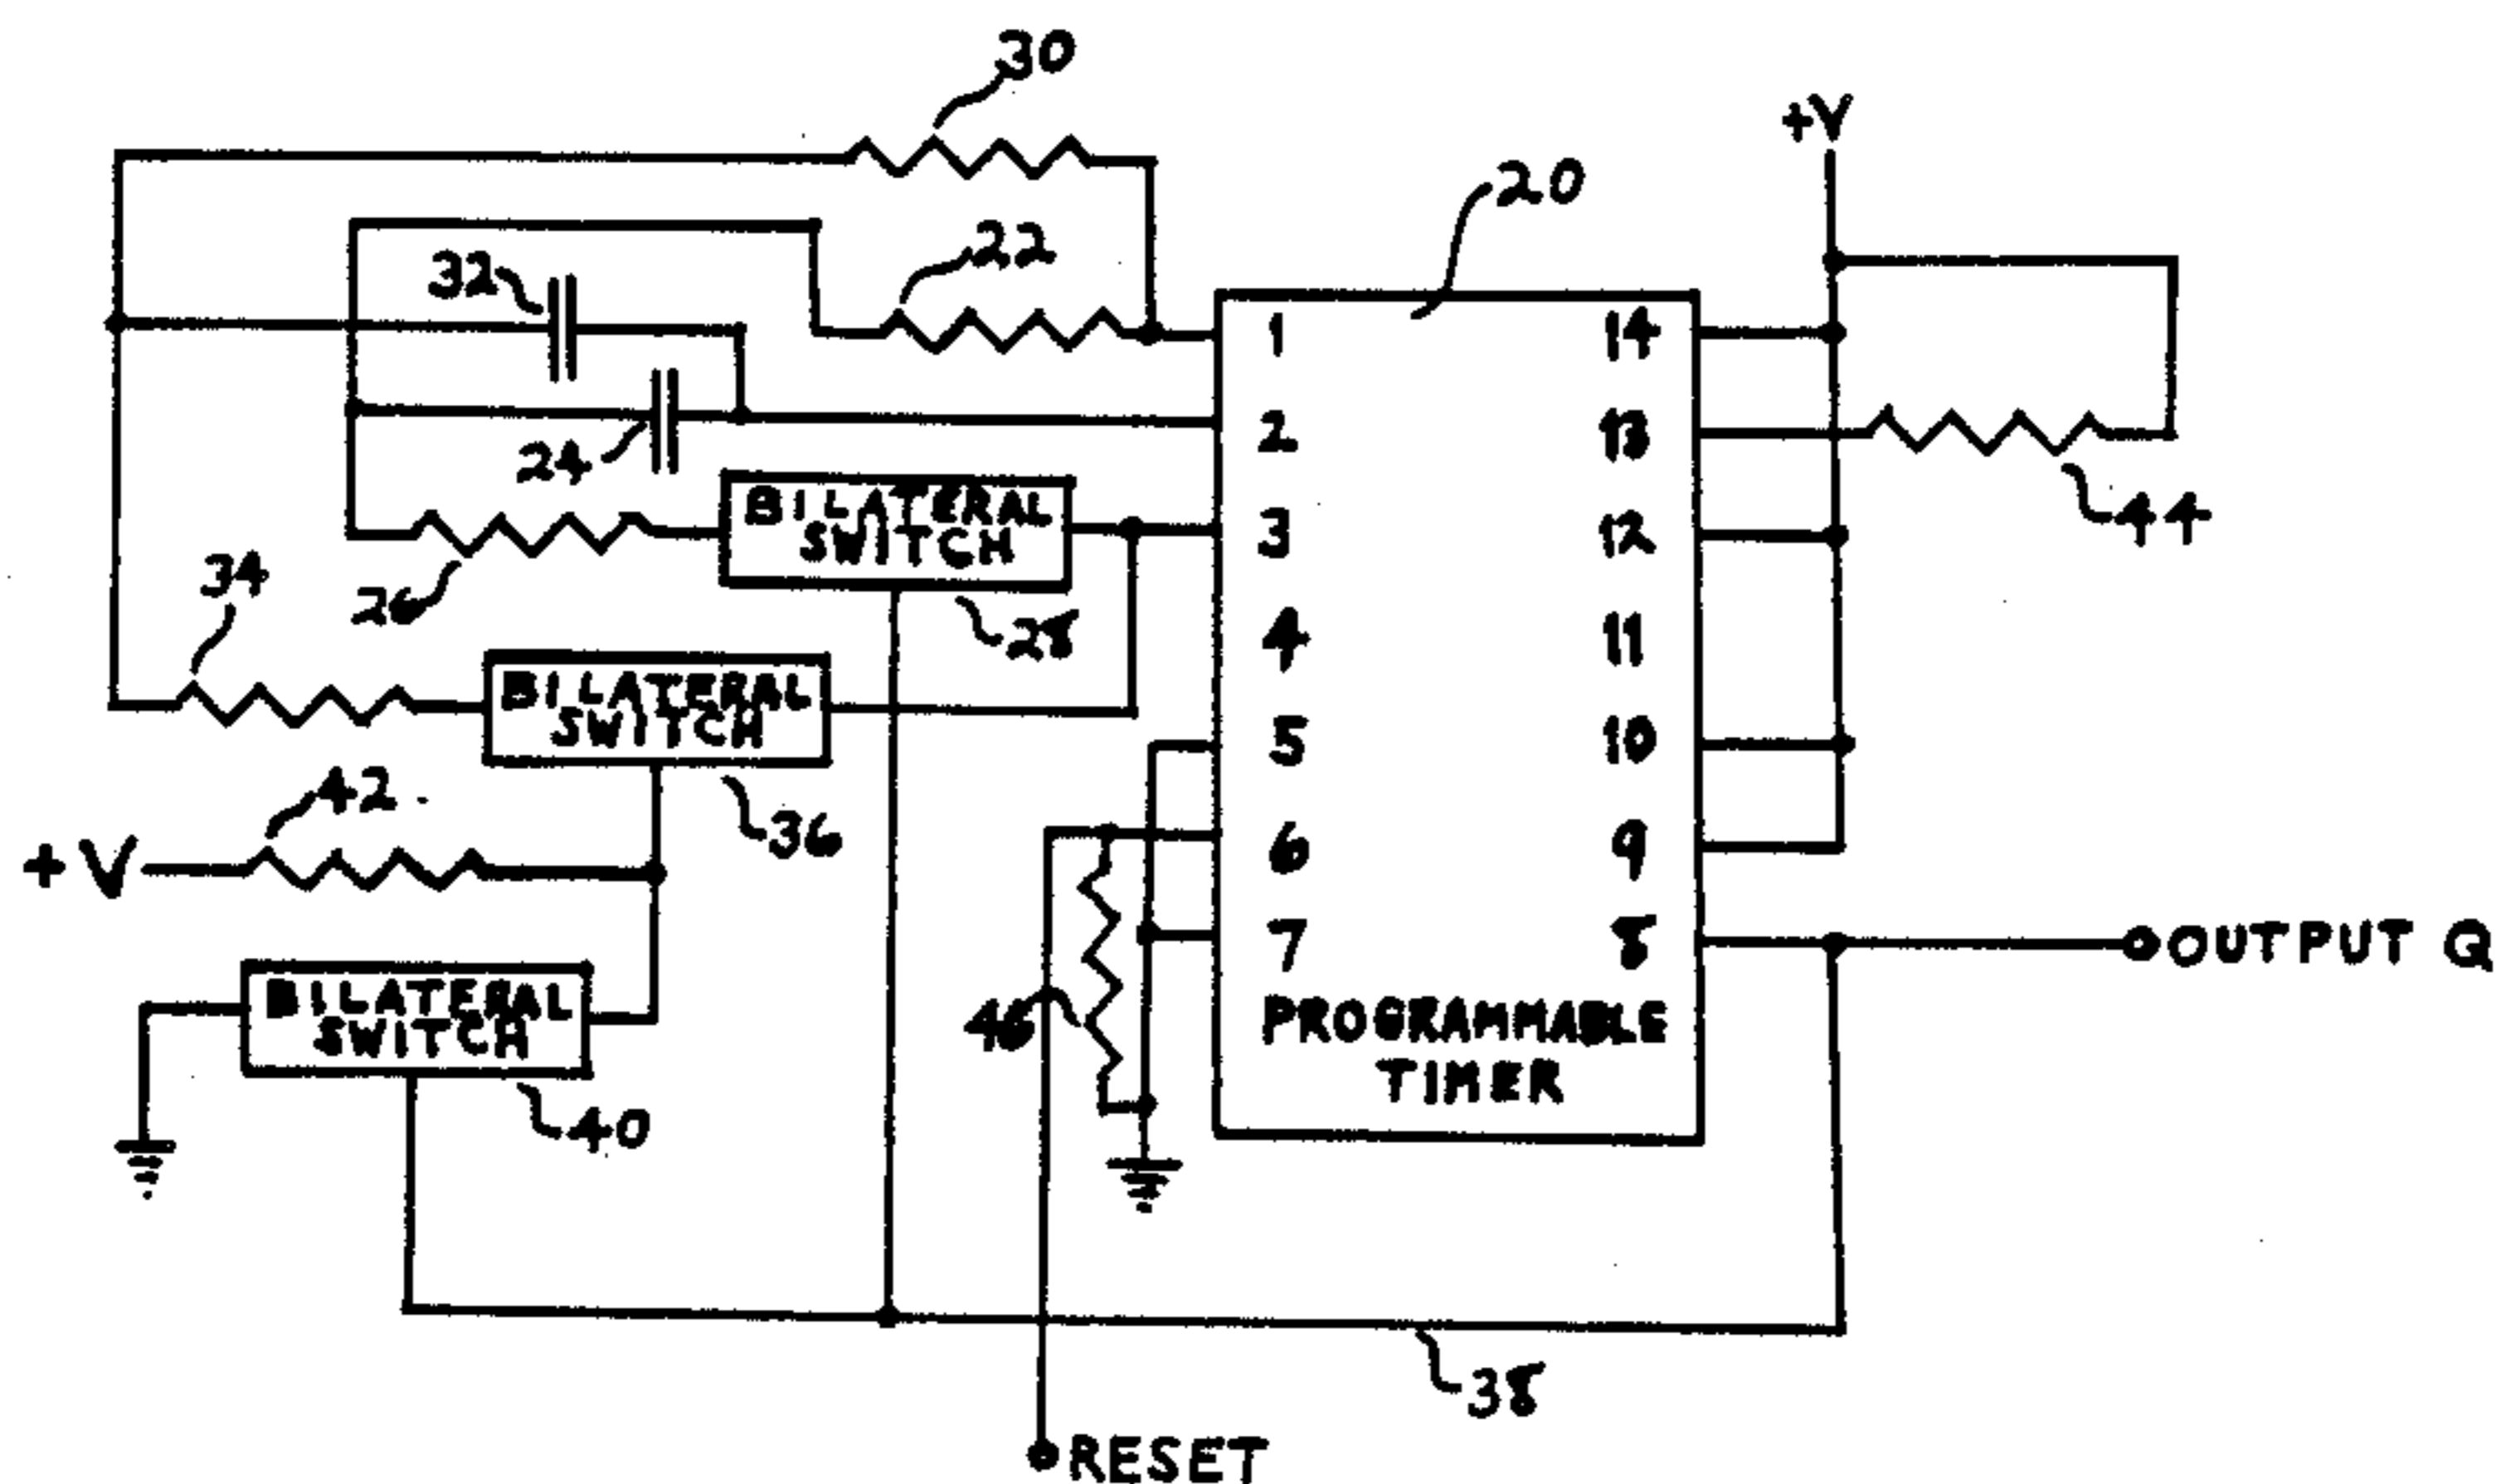 30
+V
20
22
32
1
14
24
2
13
BILATERAL
SWITCH
3
12
44
34
26
28
4
11
BILATERAL
SWITCH
5
10
42
36
+V
6
9
7
8
OUTPUT Q
BILATERAL
SWITCH
46
PROGRAMMABLE
TIMER
40
38
RESET